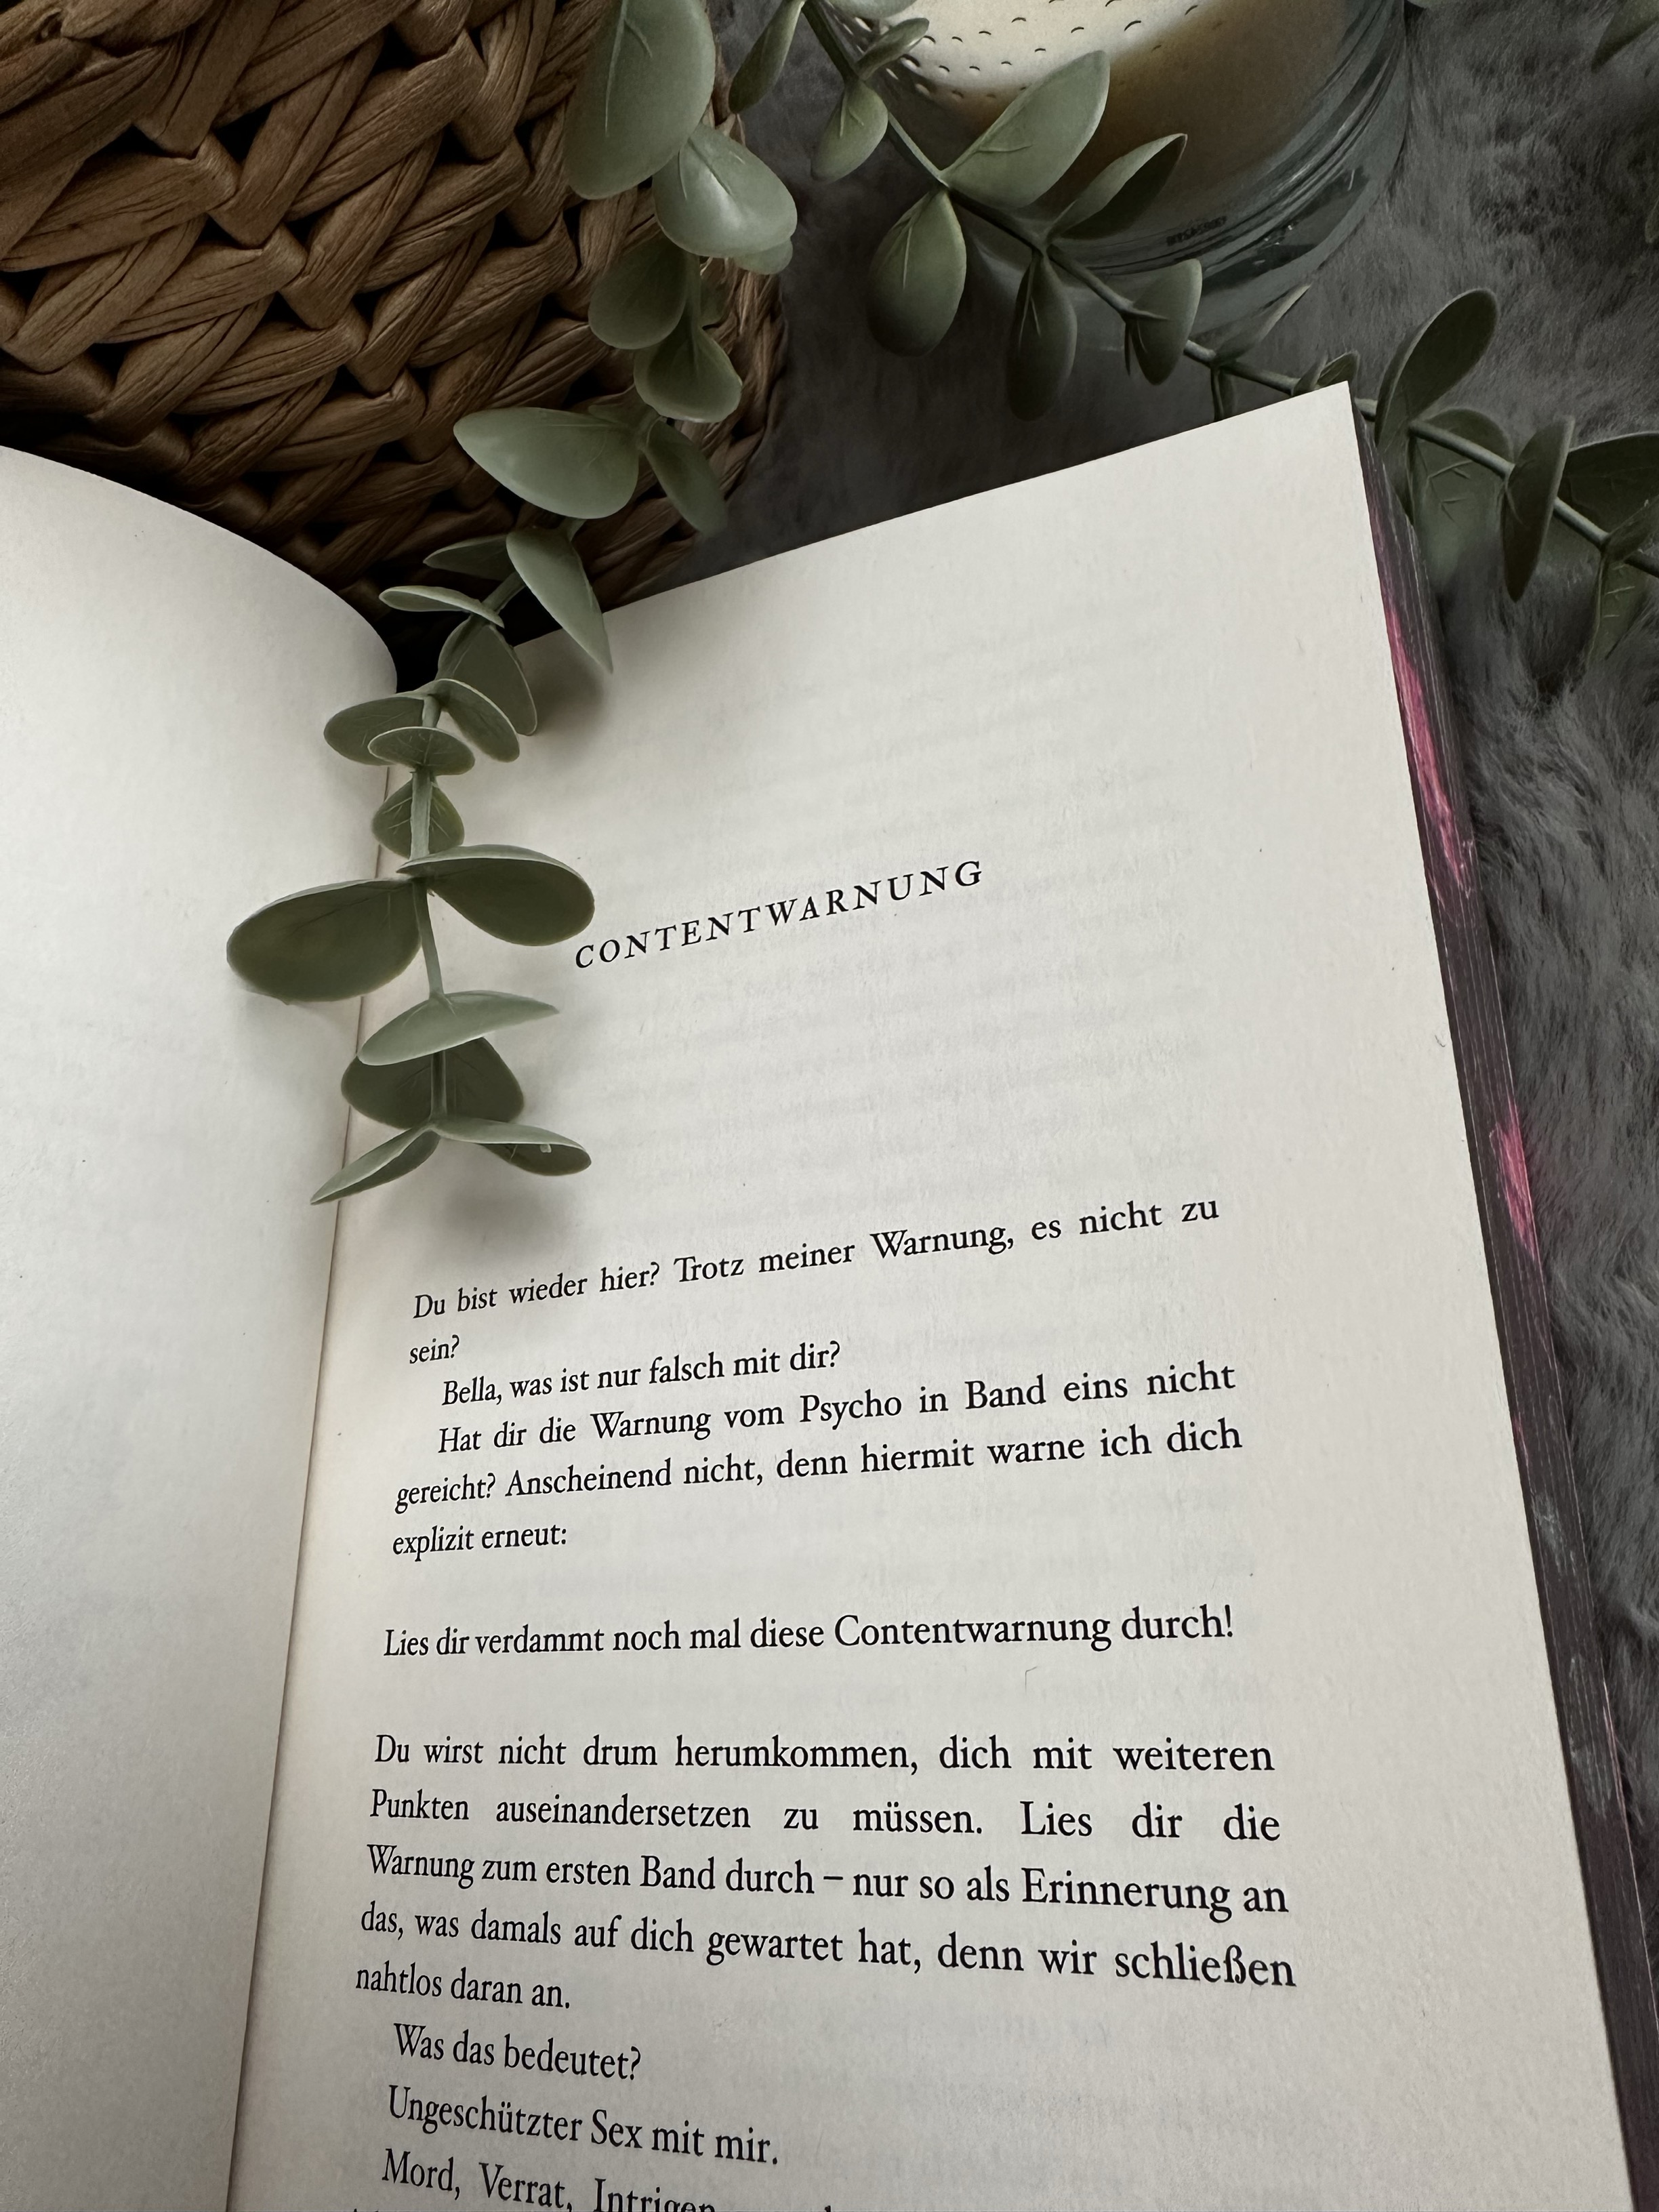 CONTENTWARNUNG
Du bist wieder hier? Trotz meiner Warnung, es nicht zu
sein?
Bella, was ist nur falsch mit dir?
Hat dir die Warnung vom Psycho in Band eins nicht
gereicht? Anscheinend nicht, denn hiermit warne ich dich
explizit erneut:
Lies dir verdammt noch mal diese Contentwarnung durch!
Du wirst nicht drum herumkommen, dich mit weiteren
Punkten auseinandersetzen zu müssen. Lies dir die
Warnung zum ersten Band durch – nur so als Erinnerung an
das, was damals auf dich gewartet hat, denn wir schließen
nahtlos daran an.
Was das bedeutet?
Ungeschützter Sex mit mir.
Mord, Verrat, Intrigen